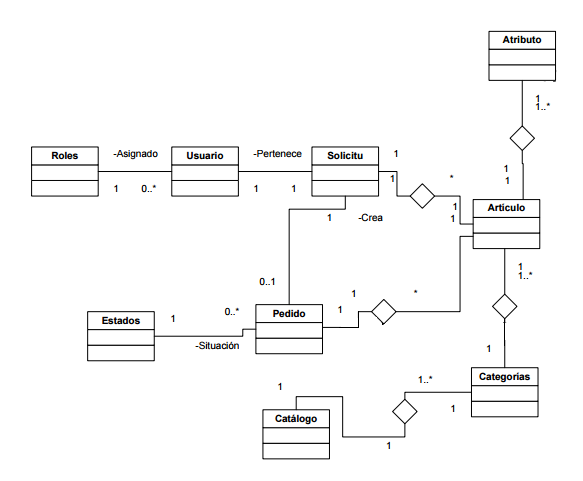 Atributo
1
1..*
Roles
-Asignado
Usuario
-Pertenece
Solicitu
1
1
*
1
1
1
0..*
1
1
1
1
Articulo
1
-Crea
1
1..*
0..1
1
*
Estados
1
0..*
Pedido
1
-Situación
1
Categorias
1
1..*
1
Catálogo
1